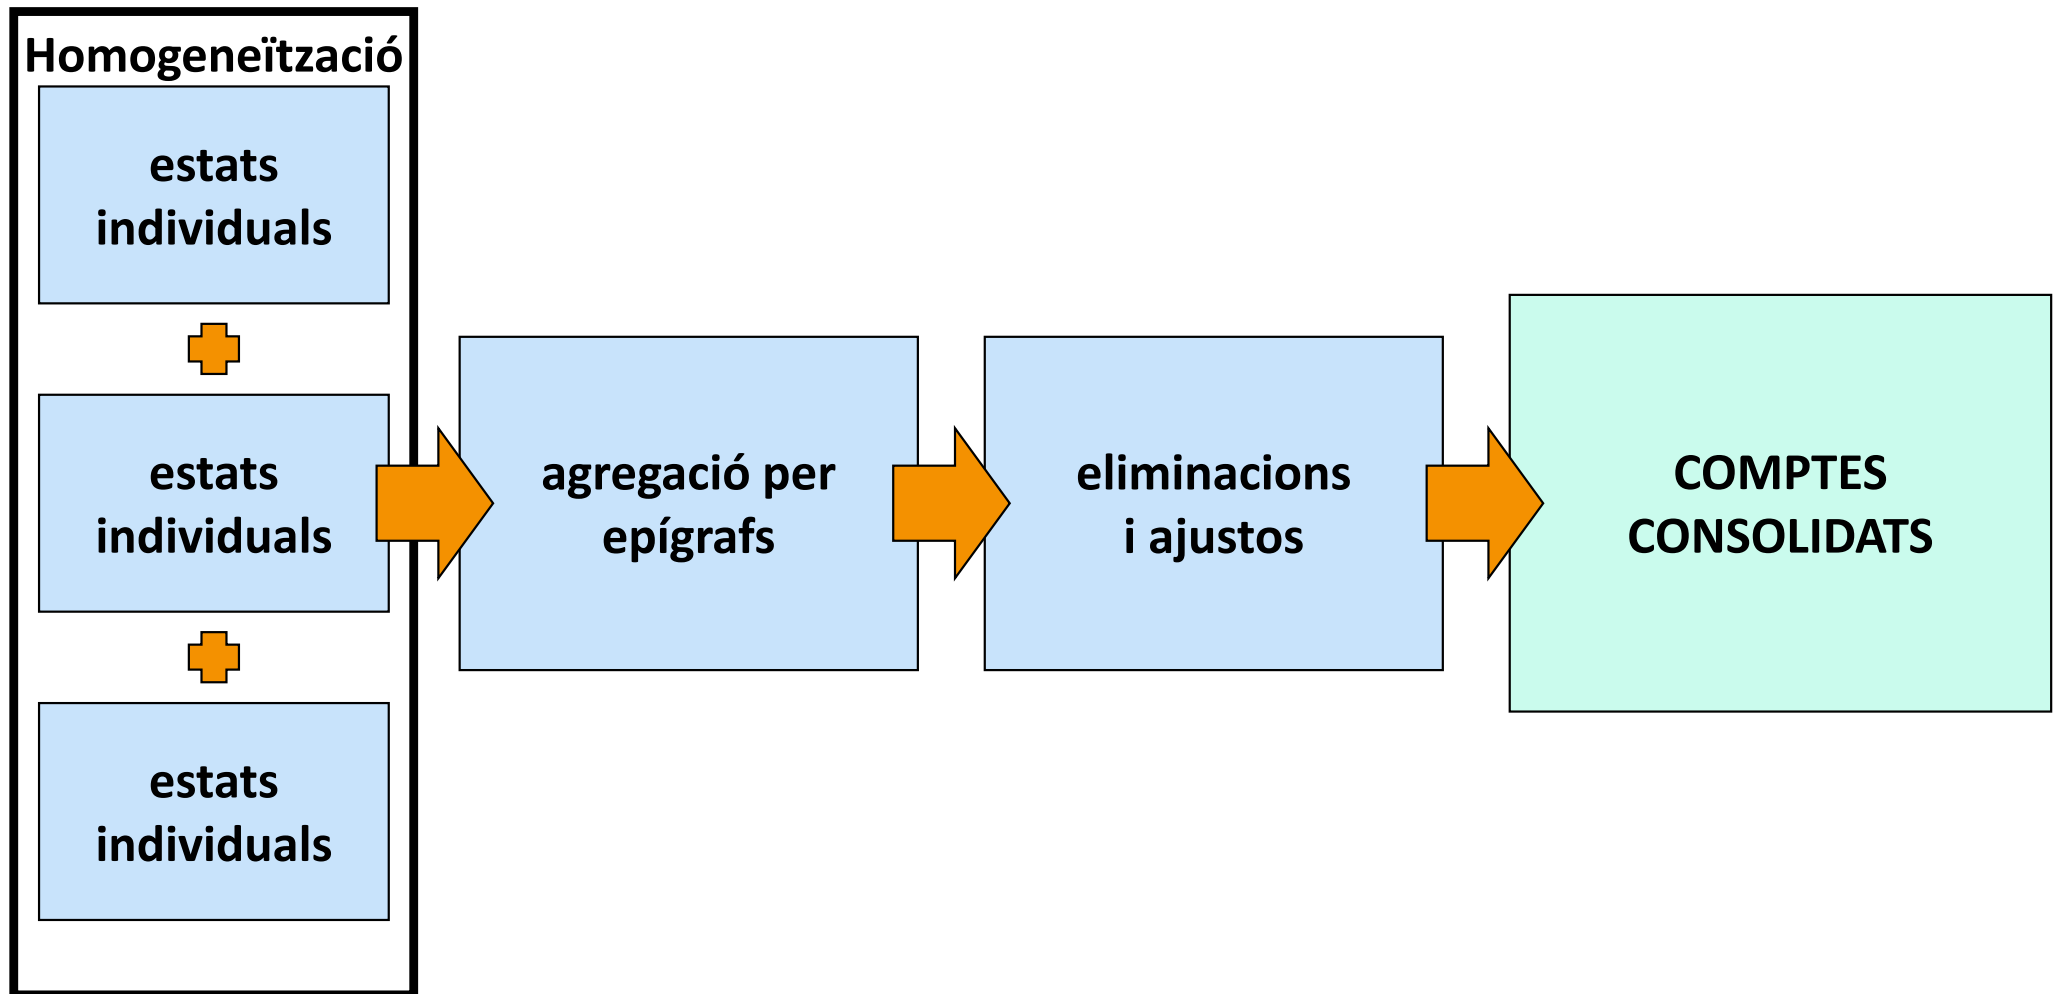 Homogeneïtzació
estats
individuals
estats
individuals
estats
individuals
agregació per
epígrafs
eliminacions
i ajustos
COMPTES
CONSOLIDATS